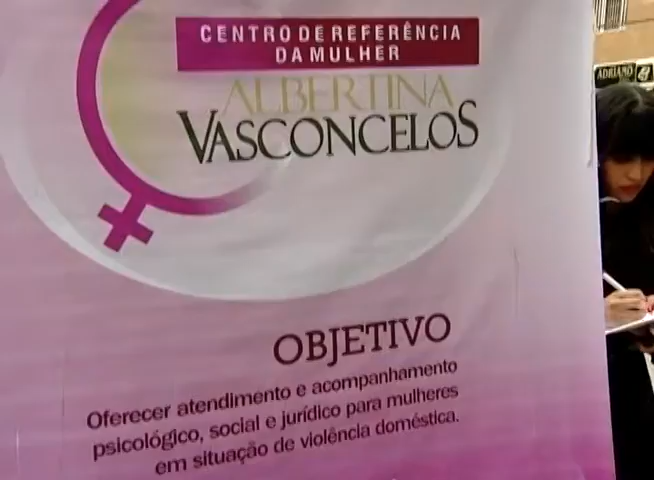 CENTRO DE REFERÊNCIA
DA MULHER
ALBERTINA
VASCONCELOS
OBJETIVO
Oferecer atendimento e acompanhamento
psicológico, social e jurídico para mulheres
em situação de violência doméstica.
ADRIANO